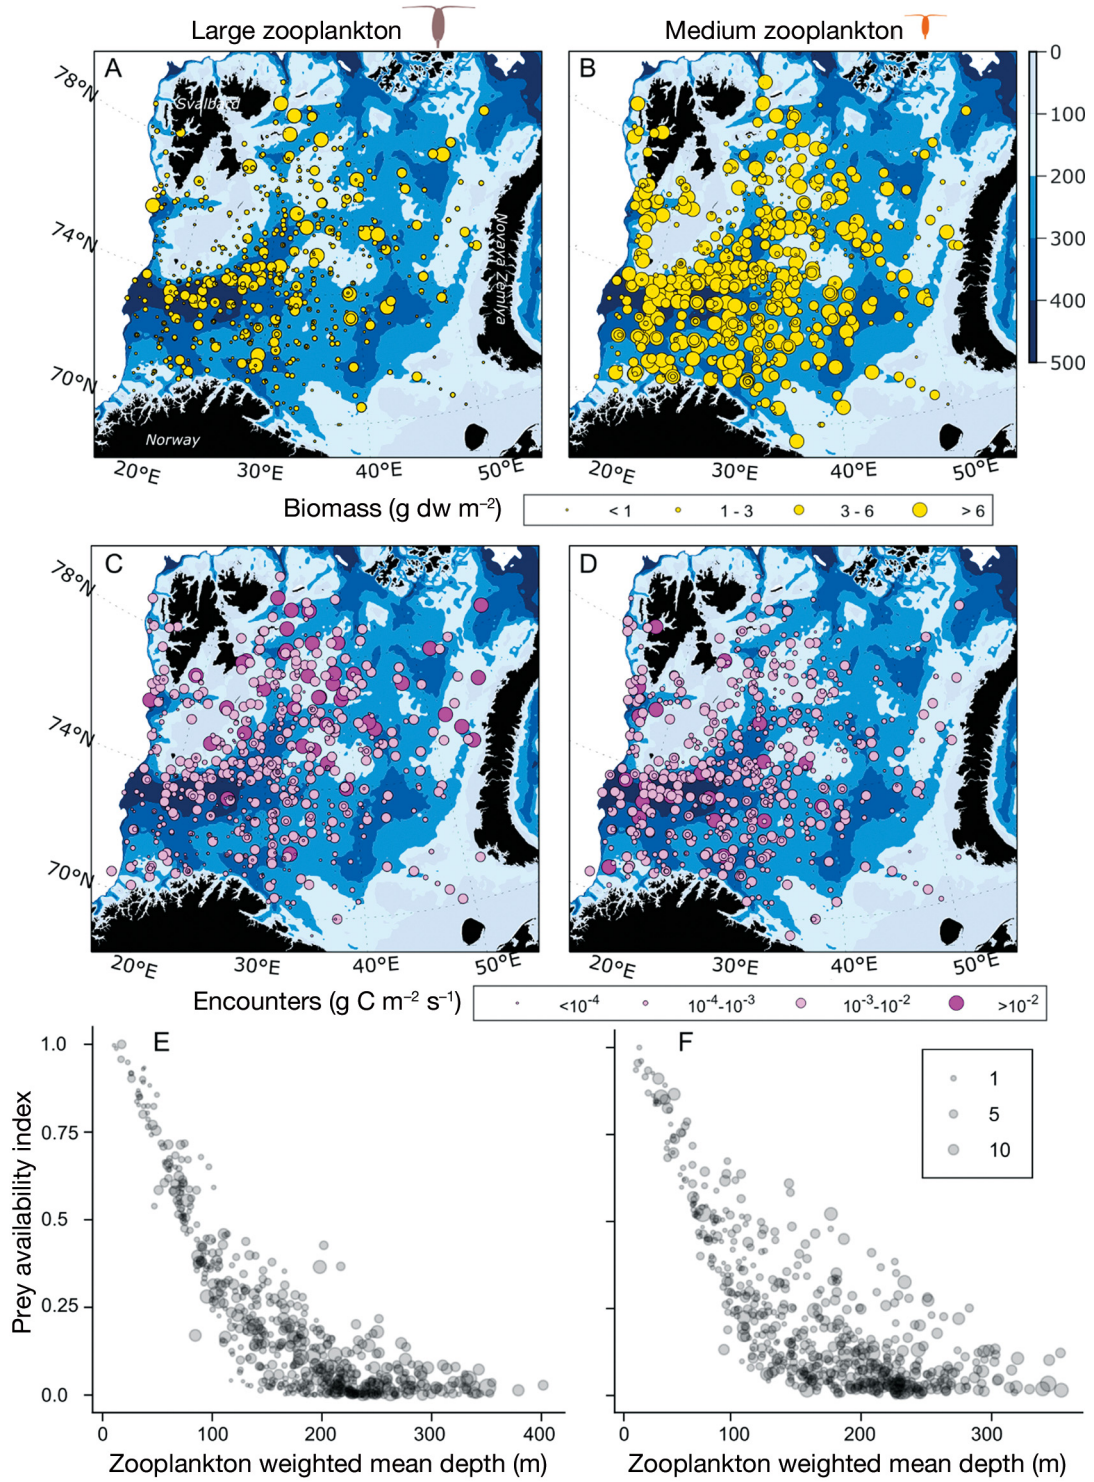 Large zooplankton
Medium zooplankton
A
B
78°N
74°N
70°N
Svalbard
Novaya Zemlya
Norway
20°E
30°E
40°E
50°E
20°E
30°E
40°E
50°E
0
100
200
300
400
500
Biomass (g dw m⁻²)
< 1
1 - 3
3 - 6
> 6
C
D
78°N
74°N
70°N
20°E
30°E
40°E
50°E
20°E
30°E
40°E
50°E
Encounters (g C m⁻² s⁻¹)
<10⁻⁴
10⁻⁴-10⁻³
10⁻³-10⁻²
>10⁻²
E
F
Prey availability index
1.0
0.75
0.5
0.25
0.0
1
5
10
0
100
200
300
400
0
100
200
300
Zooplankton weighted mean depth (m)
Zooplankton weighted mean depth (m)